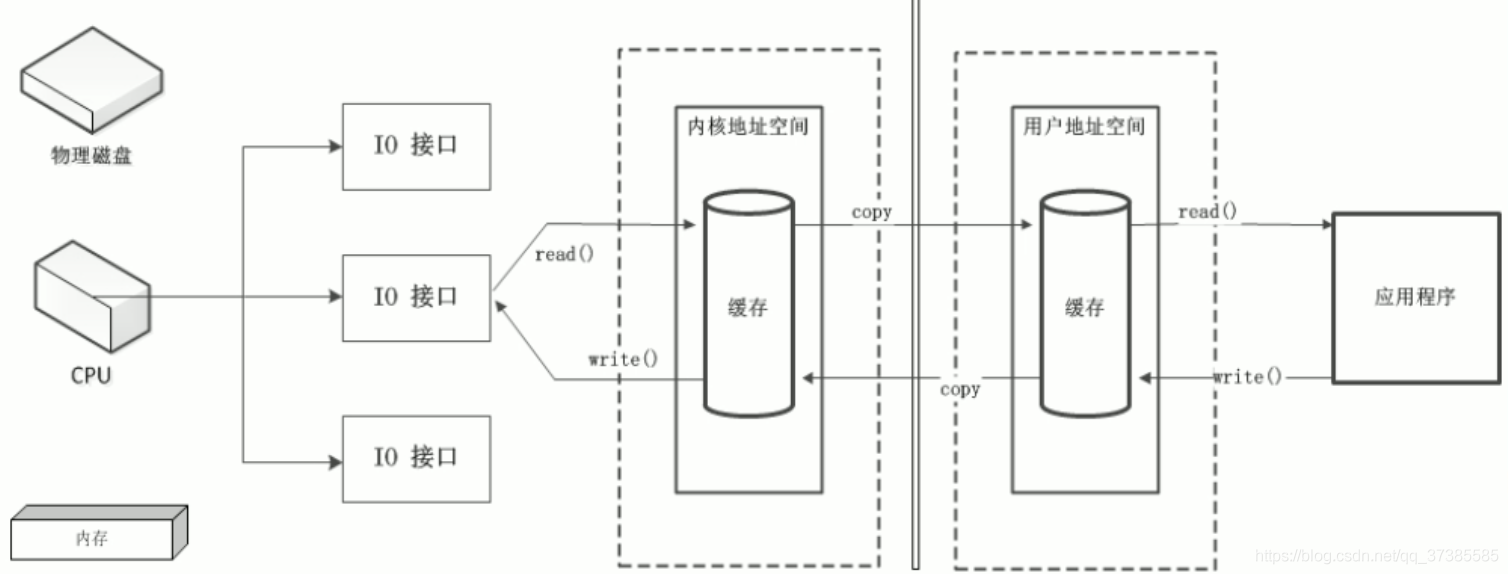 物理磁盘
CPU
内存
IO 接口
IO 接口
IO 接口
read()
write()
内核地址空间
缓存
copy
copy
用户地址空间
缓存
read()
write()
应用程序
https://blog.csdn.net/qq_37385585